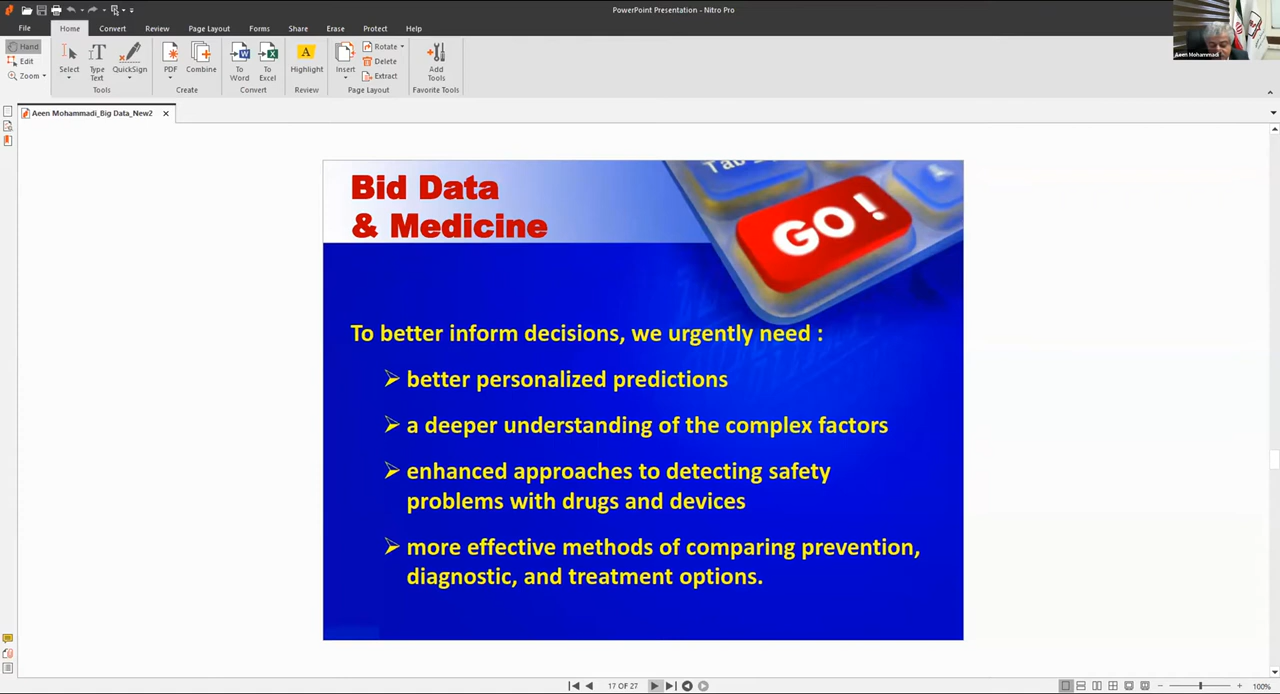 PowerPoint Presentation - Nitro Pro
File Home Convert Review Page Layout Forms Share Erase Protect Help
Hand
Edit
Zoom
Select
Type Text
QuickSign
Tools
PDF
Combine
Create
To Word
To Excel
Convert
Highlight
Review
Insert
Rotate
Delete
Extract
Page Layout
Add Tools
Favorite Tools
Aeen Mohammadi
Aeen Mohammadi_Big Data_New2
Bid Data
& Medicine
Tab
GO !
To better inform decisions, we urgently need :
better personalized predictions
a deeper understanding of the complex factors
enhanced approaches to detecting safety
problems with drugs and devices
more effective methods of comparing prevention,
diagnostic, and treatment options.
17 OF 27
100%